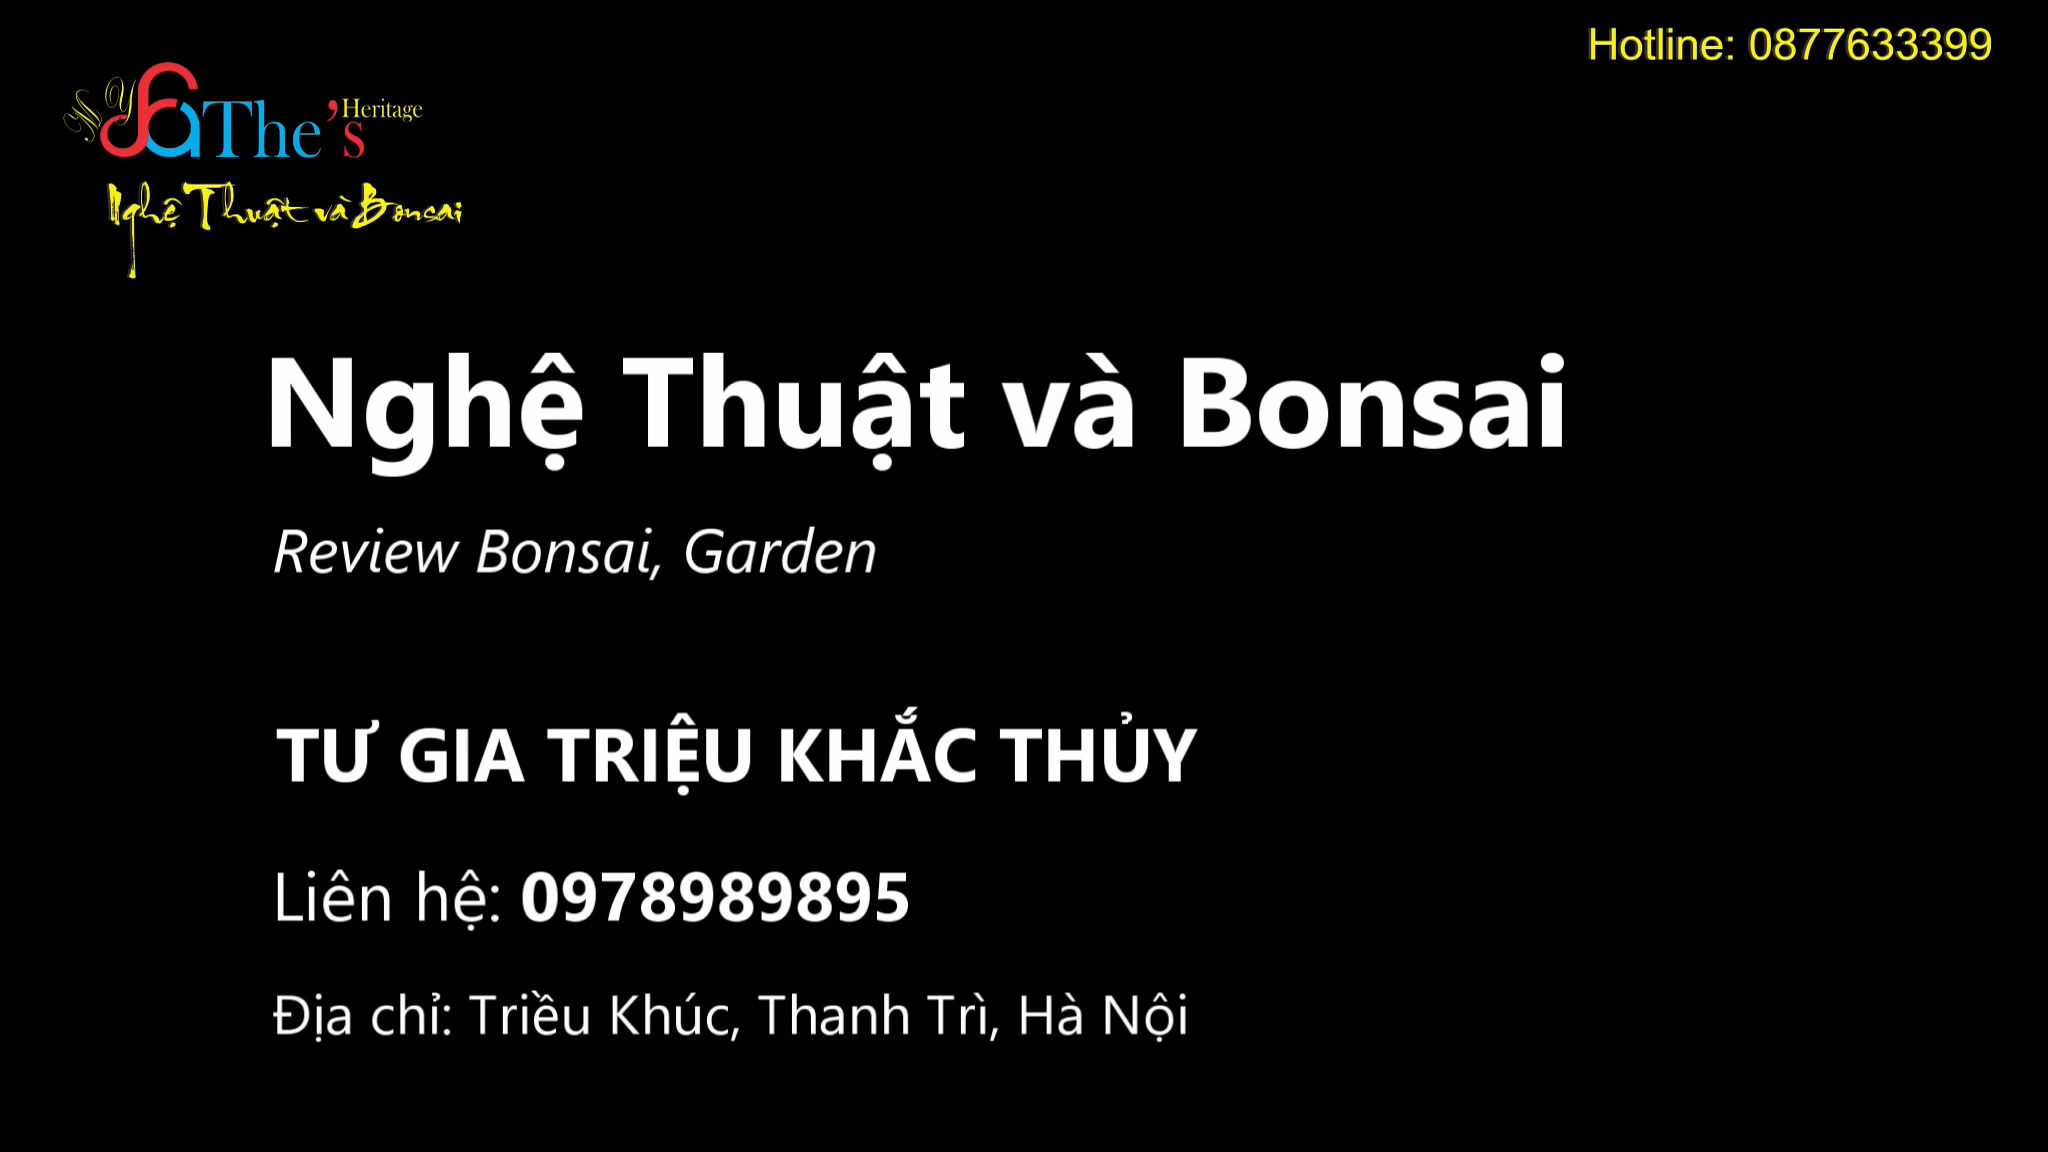 Hotline: 0877633399
The's Heritage
Nghệ Thuật và Bonsai
Nghệ Thuật và Bonsai
Review Bonsai, Garden
TƯ GIA TRIỆU KHẮC THỦY
Liên hệ: 0978989895
Địa chỉ: Triều Khúc, Thanh Trì, Hà Nội